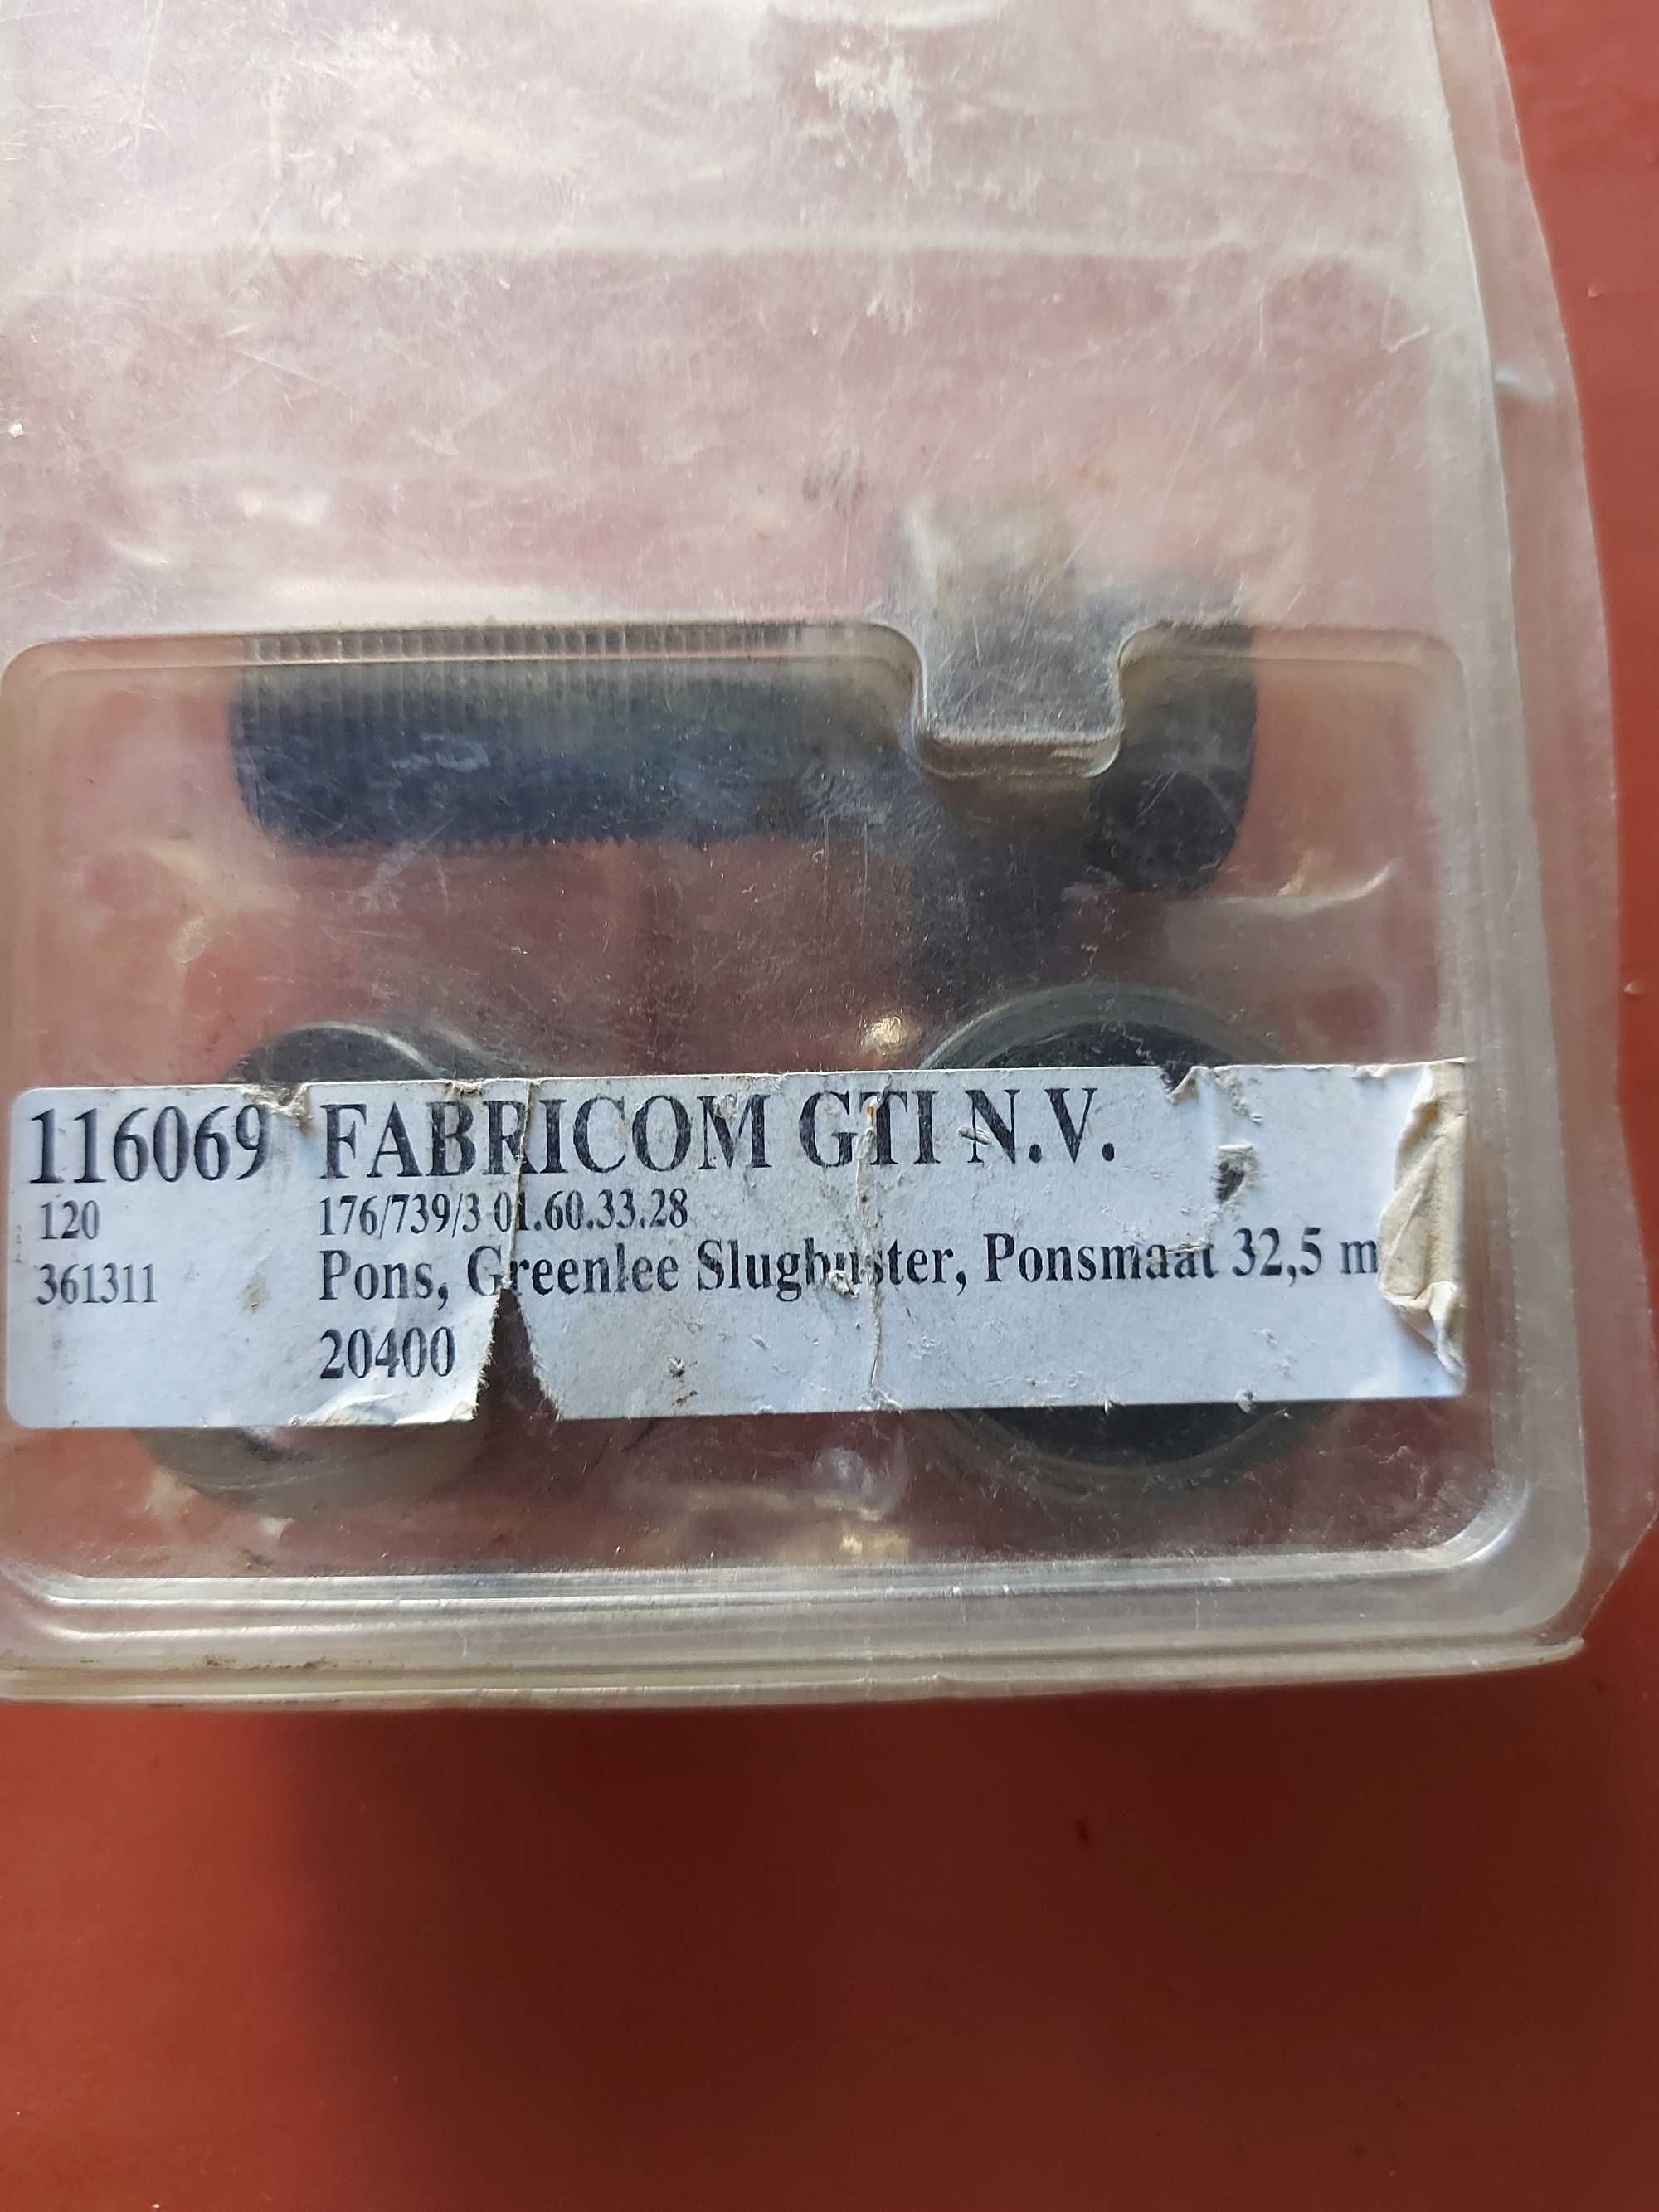 116069 FABRICOM GTI N.V.
120 176/739/3 01.60.33.28
361311 Pons, Greenlee Slugbuster, Ponsmaat 32,5 m
20400